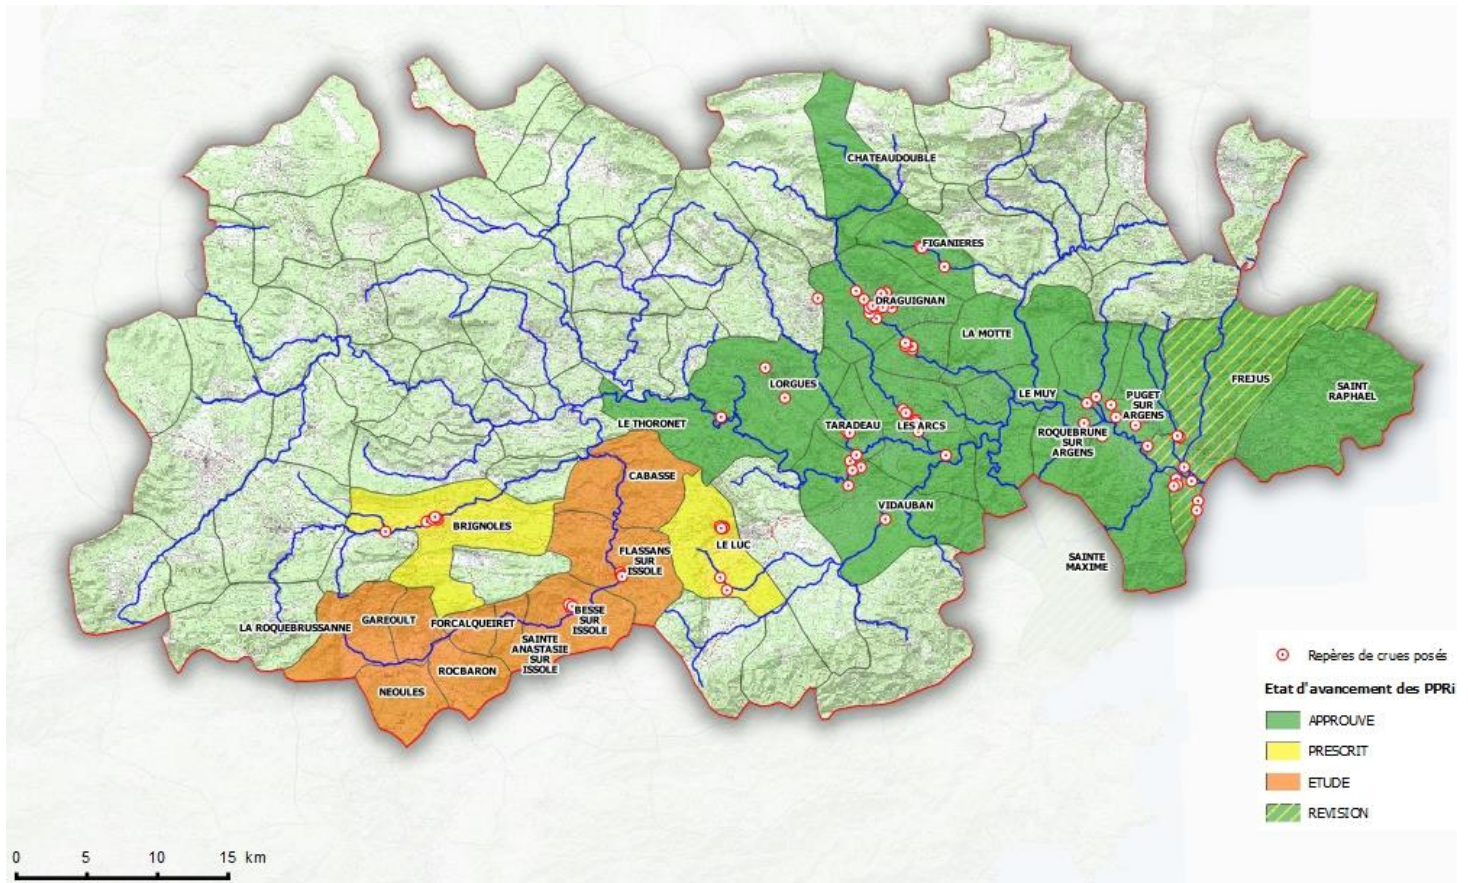 CHATEAUDOUBLE
FIGANIERES
DRAGUIGNAN
LA MOTTE
FREJUS
SAINT
RAPHAEL
LORGUES
LE MUY
PUGET
SUR
ARGENS
LE THORONET
TARADEAU
LES ARCS
ROQUEBRUNE
SUR
ARGENS
CABASSE
VIDAUBAN
BRIGNOLES
LE LUC
FLASSANS
SUR
ISSOLE
SAINTE
MAXIME
LA ROQUEBRUSSANNE
GAREOULT
FORCALQUEIRET
BESSE
SUR
ISSOLE
SAINTE
ANASTASIE
SUR
ISSOLE
ROCBARON
NEOULES
Repères de crues posés
Etat d'avancement des PPRi
APPROUVE
PRESCRIT
ETUDE
REVISION
0 5 10 15 km